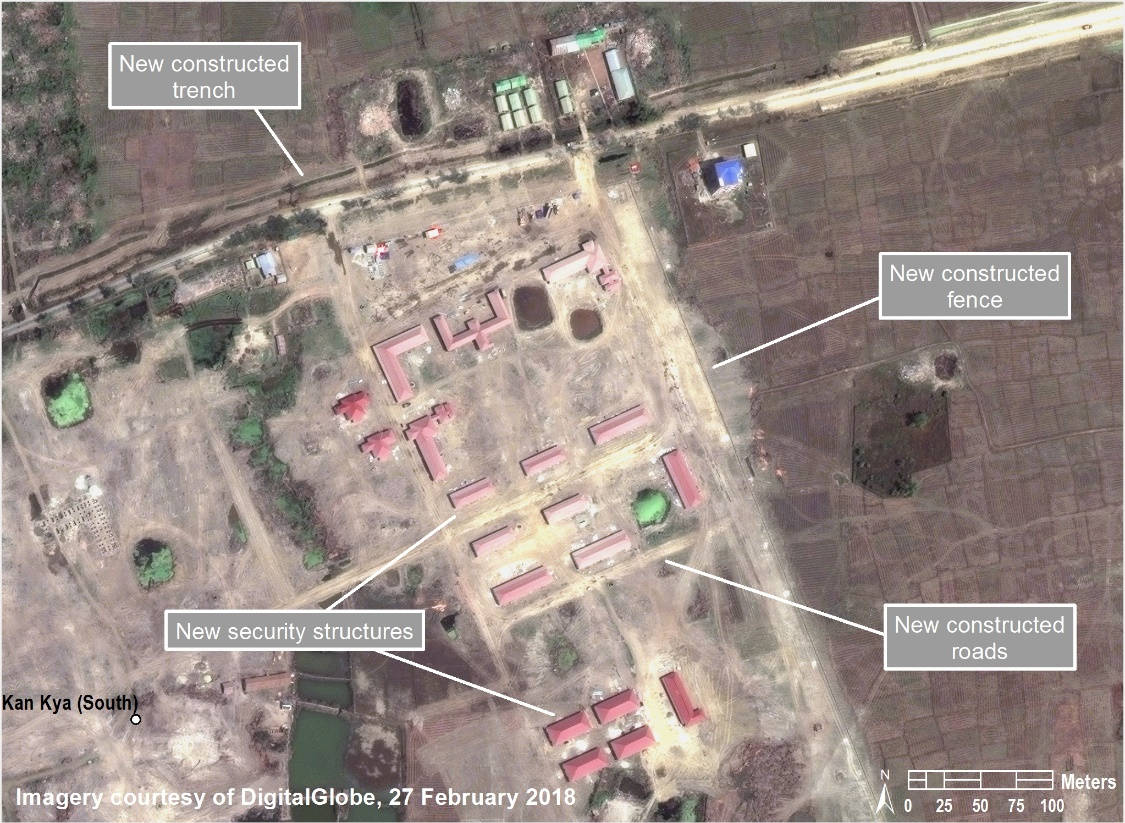 New constructed
trench
New constructed
fence
New security structures
New constructed
roads
Kan Kya (South)
Imagery courtesy of DigitalGlobe, 27 February 2018
N
Meters
0 25 50 75 100